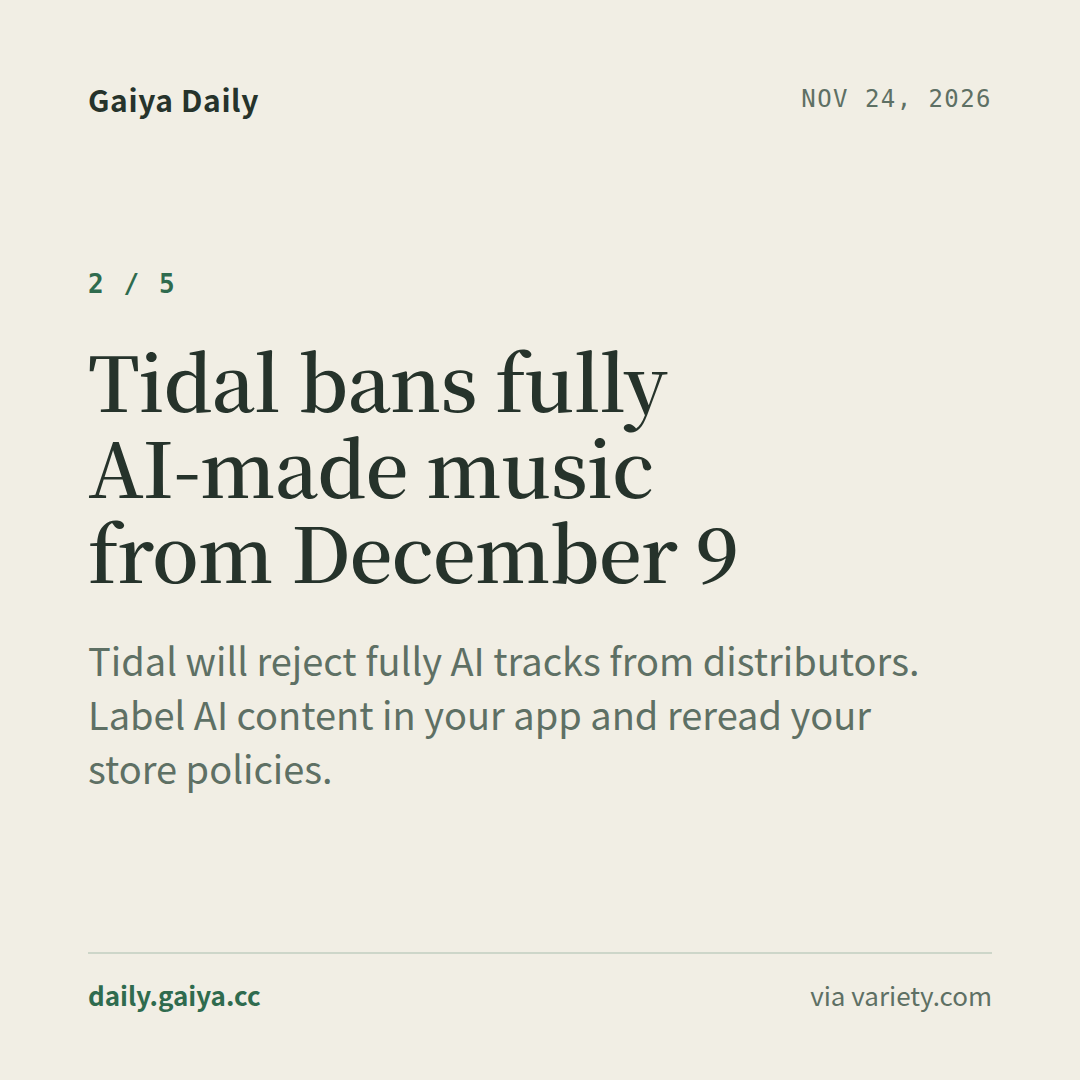 Gaiya Daily
NOV 24, 2026
2 / 5
Tidal bans fully
AI-made music
from December 9
Tidal will reject fully AI tracks from distributors.
Label AI content in your app and reread your
store policies.
daily.gaiya.cc
via variety.com